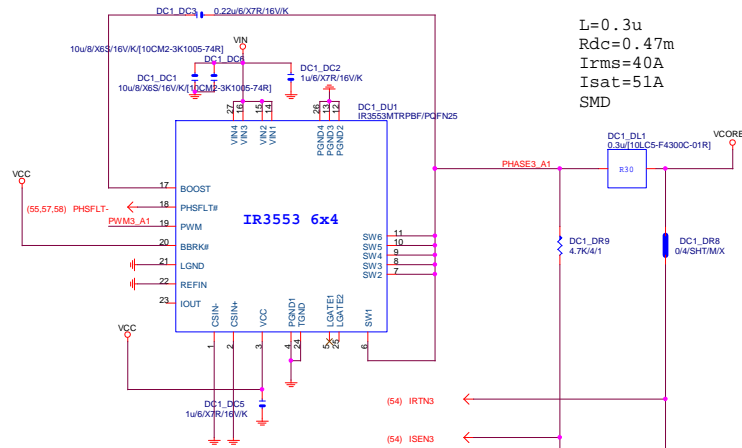 DC1_DC3 0.22u/6/X7R/16V/K
L=0.3u
Rdc=0.47m
Irms=40A
Isat=51A
SMD
10u/8/X6S/16V/K/[10CM2-3K1005-74R]
VIN
DC1_DC6
DC1_DC1
10u/8/X6S/16V/K/[10CM2-3K1005-74R]
DC1_DC2
1u/6/X7R/16V/K
DC1_DU1
IR3553MTRPBF/PQFN25
27 16 15 14
26 13 12
VIN4 VIN3 VIN2 VIN1
PGND4 PGND3 PGND2
DC1_DL1
0.3u/[10LC5-F4300C-01R]
VCORE
R30
PHASE3_A1
VCC
17 BOOST
(55,57,58) PHSFLT- 18 PHSFLT#
PWM3_A1 19 PWM
20 BBRK#
21 LGND
22 REFIN
23 IOUT
IR3553 6x4
SW6 11
SW5 10
SW4 9
SW3 8
SW2 7
DC1_DR9
4.7K/4/1
DC1_DR8
0/4/SHT/M/X
CSIN- CSIN+ VCC PGND1 TGND LGATE1 LGATE2 SW1
1 2 3 4 24 5 25 6
VCC
DC1_DC5
1u/6/X7R/16V/K
(54) IRTN3
(54) ISEN3